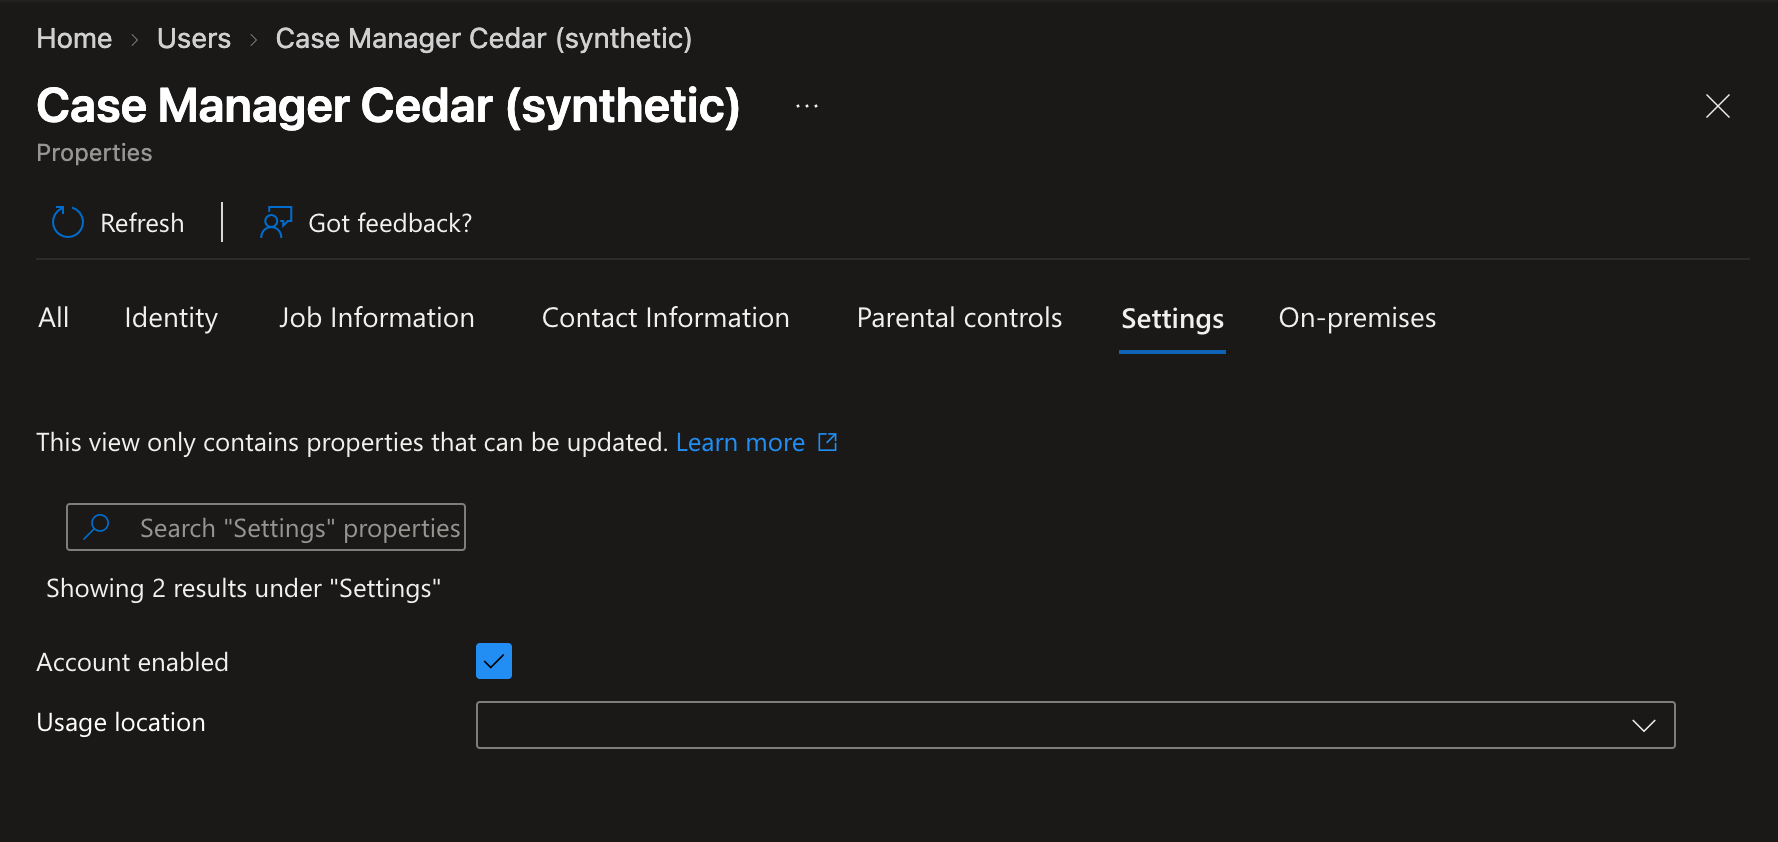 Home > Users > Case Manager Cedar (synthetic)
Case Manager Cedar (synthetic) ...
Properties
Refresh | Got feedback?
All Identity Job Information Contact Information Parental controls Settings On-premises
This view only contains properties that can be updated. Learn more
Search "Settings" properties
Showing 2 results under "Settings"
Account enabled
Usage location